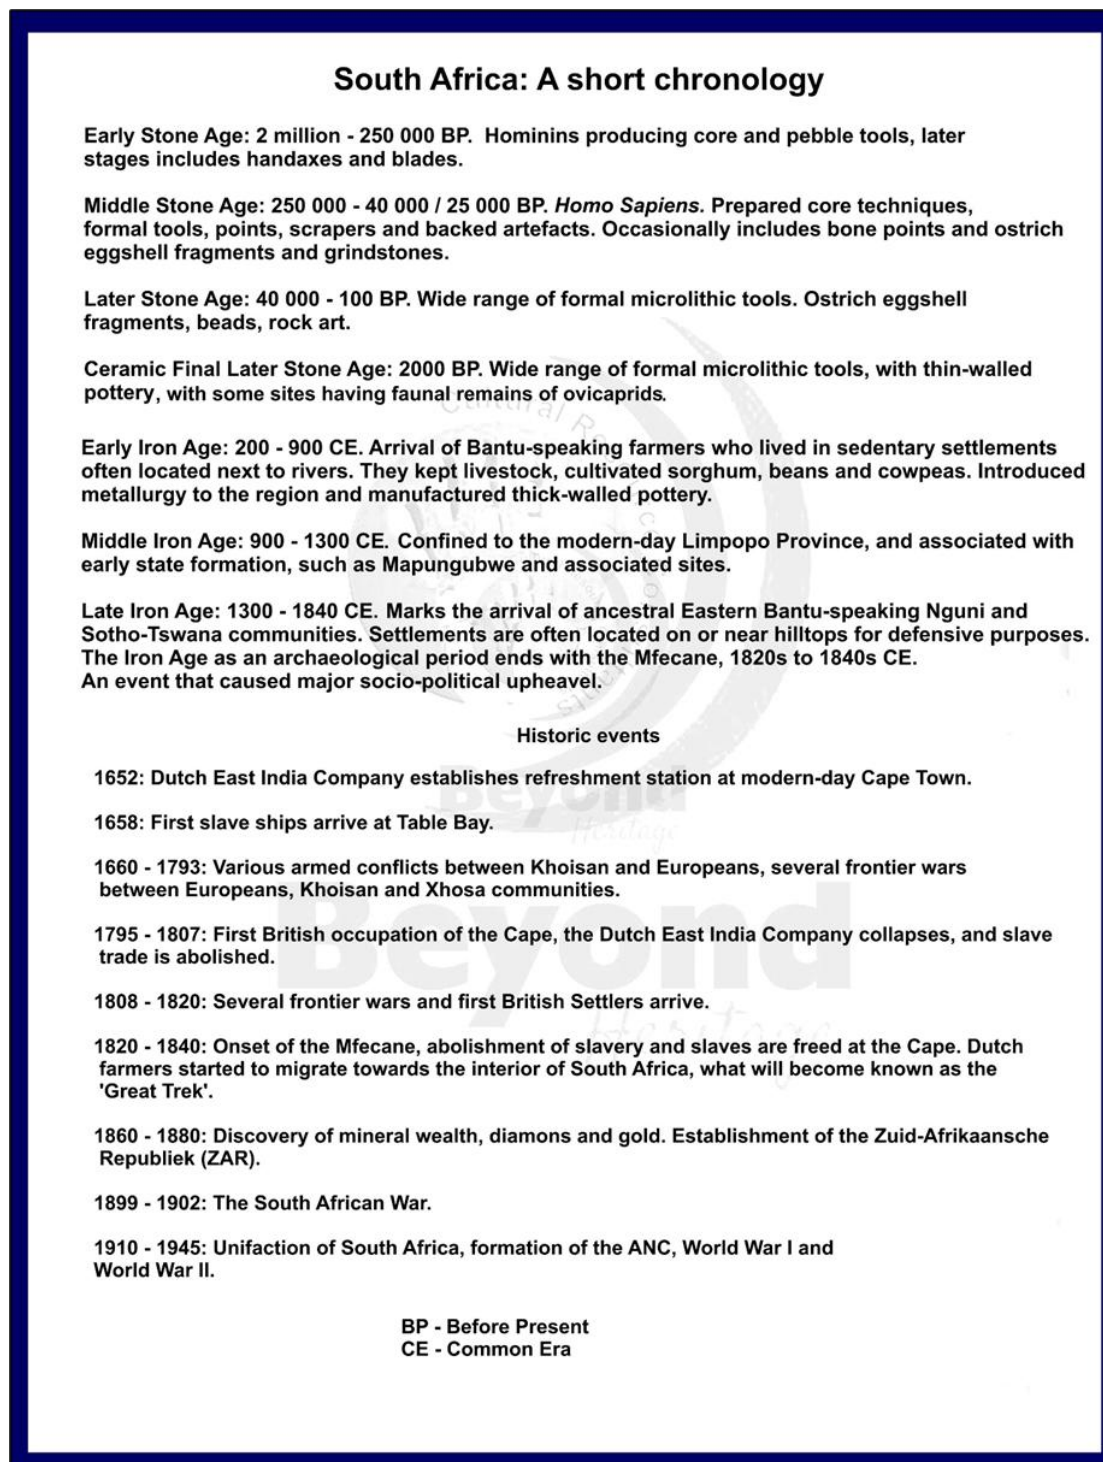 South Africa: A short chronology
Early Stone Age: 2 million - 250 000 BP. Hominins producing core and pebble tools, later
stages includes handaxes and blades.
Middle Stone Age: 250 000 - 40 000 / 25 000 BP. Homo Sapiens. Prepared core techniques,
formal tools, points, scrapers and backed artefacts. Occasionally includes bone points and ostrich
eggshell fragments and grindstones.
Later Stone Age: 40 000 - 100 BP. Wide range of formal microlithic tools. Ostrich eggshell
fragments, beads, rock art.
Ceramic Final Later Stone Age: 2000 BP. Wide range of formal microlithic tools, with thin-walled
pottery, with some sites having faunal remains of ovicaprids.
Early Iron Age: 200 - 900 CE. Arrival of Bantu-speaking farmers who lived in sedentary settlements
often located next to rivers. They kept livestock, cultivated sorghum, beans and cowpeas. Introduced
metallurgy to the region and manufactured thick-walled pottery.
Middle Iron Age: 900 - 1300 CE. Confined to the modern-day Limpopo Province, and associated with
early state formation, such as Mapungubwe and associated sites.
Late Iron Age: 1300 - 1840 CE. Marks the arrival of ancestral Eastern Bantu-speaking Nguni and
Sotho-Tswana communities. Settlements are often located on or near hilltops for defensive purposes.
The Iron Age as an archaeological period ends with the Mfecane, 1820s to 1840s CE.
An event that caused major socio-political upheavel.
Historic events
1652: Dutch East India Company establishes refreshment station at modern-day Cape Town.
Beyond
Heritage
1658: First slave ships arrive at Table Bay.
1660 - 1793: Various armed conflicts between Khoisan and Europeans, several frontier wars
between Europeans, Khoisan and Xhosa communities.
Beyond
Heritage
1795 - 1807: First British occupation of the Cape, the Dutch East India Company collapses, and slave
trade is abolished.
1808 - 1820: Several frontier wars and first British Settlers arrive.
1820 - 1840: Onset of the Mfecane, abolishment of slavery and slaves are freed at the Cape. Dutch
farmers started to migrate towards the interior of South Africa, what will become known as the
'Great Trek'.
1860 - 1880: Discovery of mineral wealth, diamons and gold. Establishment of the Zuid-Afrikaansche
Republiek (ZAR).
1899 - 1902: The South African War.
1910 - 1945: Unifaction of South Africa, formation of the ANC, World War I and
World War II.
BP - Before Present
CE - Common Era